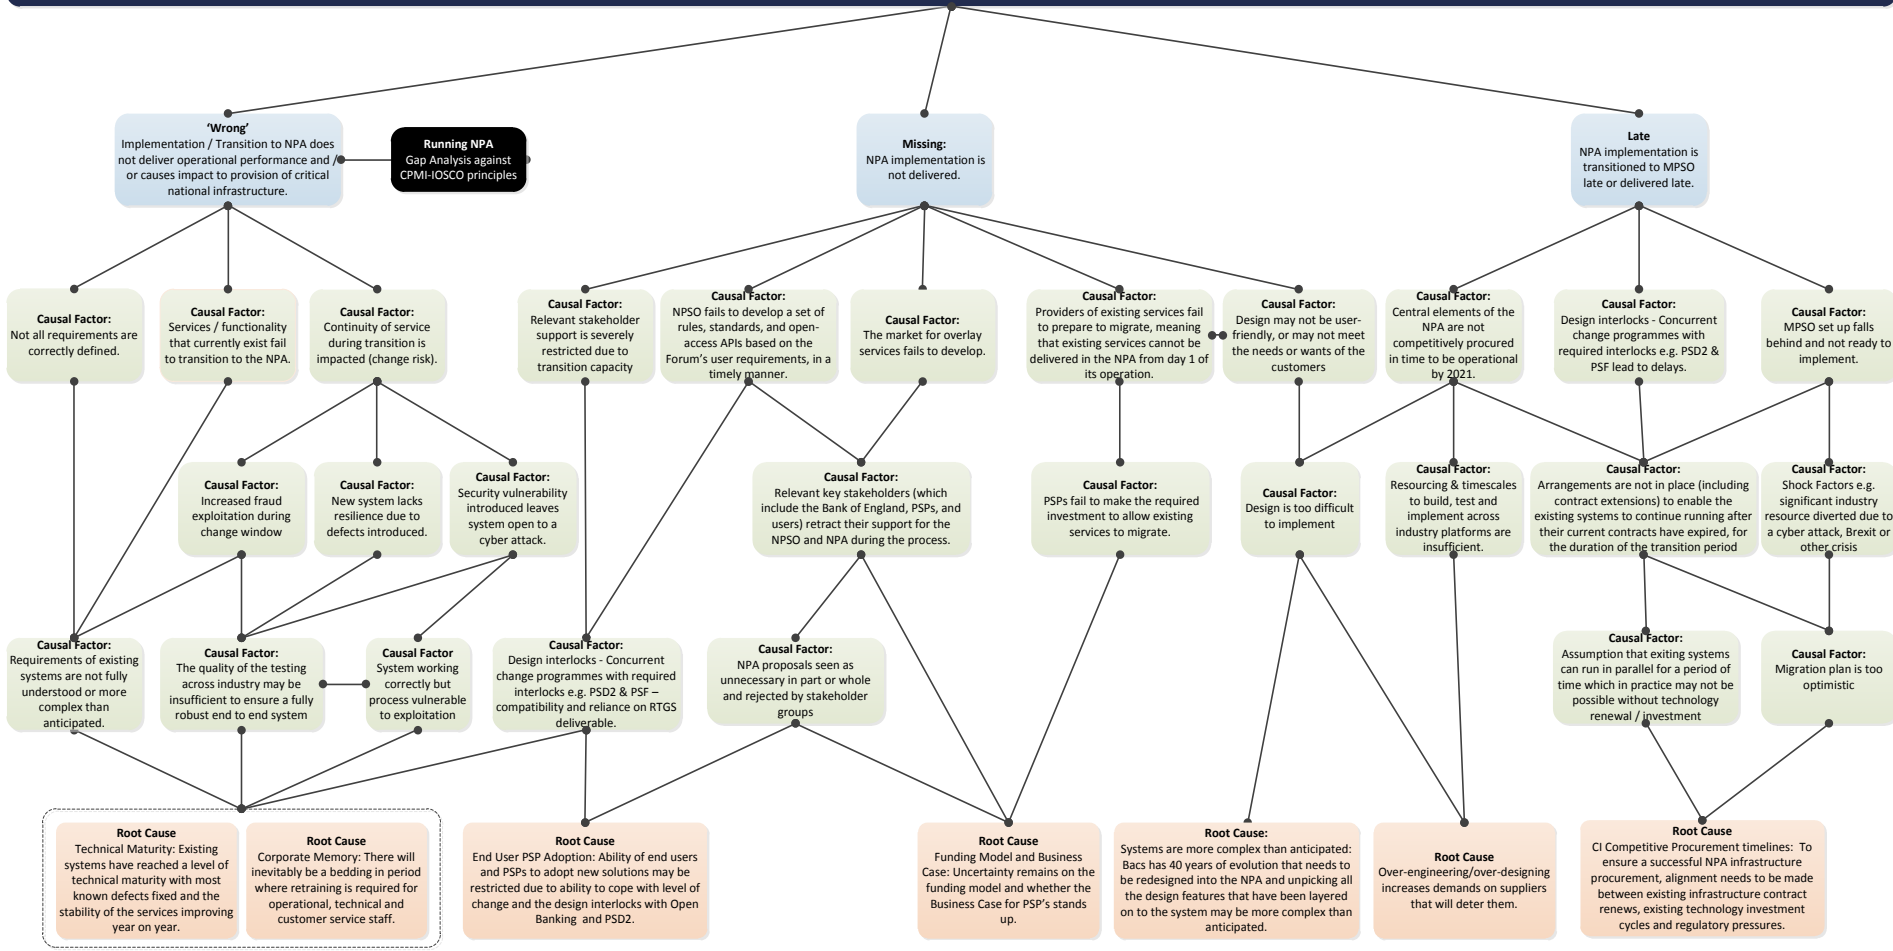 'Wrong'
Implementation / Transition to NPA does
not deliver operational performance and /
or causes impact to provision of critical
national infrastructure.
Running NPA
Gap Analysis against
CPMI-IOSCO principles
Missing:
NPA implementation is
not delivered.
Late
NPA implementation is
transitioned to MPSO
late or delivered late.
Causal Factor:
Not all requirements are
correctly defined.
Causal Factor:
Services / functionality
that currently exist fail
to transition to the NPA.
Causal Factor:
Continuity of service
during transition is
impacted (change risk).
Causal Factor:
Relevant stakeholder
support is severely
restricted due to
transition capacity
Causal Factor:
NPSO fails to develop a set of
rules, standards, and open-
access APIs based on the
Forum's user requirements, in a
timely manner.
Causal Factor:
The market for overlay
services fails to develop.
Causal Factor:
Providers of existing services fail
to prepare to migrate, meaning
that existing services cannot be
delivered in the NPA from day 1 of
its operation.
Causal Factor:
Design may not be user-
friendly, or may not meet
the needs or wants of the
customers
Causal Factor:
Central elements of the
NPA are not
competitively procured
in time to be operational
by 2021.
Causal Factor:
Design interlocks - Concurrent
change programmes with
required interlocks e.g. PSD2 &
PSF lead to delays.
Causal Factor:
MPSO set up falls
behind and not ready to
implement.
Causal Factor:
Increased fraud
exploitation during
change window
Causal Factor:
New system lacks
resilience due to
defects introduced.
Causal Factor:
Security vulnerability
introduced leaves
system open to a
cyber attack.
Causal Factor:
Relevant key stakeholders (which
include the Bank of England, PSPs, and
users) retract their support for the
NPSO and NPA during the process.
Causal Factor:
PSPs fail to make the required
investment to allow existing
services to migrate.
Causal Factor:
Design is too difficult
to implement
Causal Factor:
Resourcing & timescales
to build, test and
implement across
industry platforms are
insufficient.
Causal Factor:
Arrangements are not in place (including
contract extensions) to enable the
existing systems to continue running after
their current contracts have expired, for
the duration of the transition period
Causal Factor:
Shock Factors e.g.
significant industry
resource diverted due to
a cyber attack, Brexit or
other crisis
Causal Factor:
Requirements of existing
systems are not fully
understood or more
complex than
anticipated.
Causal Factor:
The quality of the testing
across industry may be
insufficient to ensure a fully
robust end to end system
Causal Factor
System working
correctly but
process vulnerable
to exploitation
Causal Factor:
Design interlocks - Concurrent
change programmes with required
interlocks e.g. PSD2 & PSF –
compatibility and reliance on RTGS
deliverable.
Causal Factor:
NPA proposals seen as
unnecessary in part or whole
and rejected by stakeholder
groups
Causal Factor:
Assumption that exiting systems
can run in parallel for a period of
time which in practice may not be
possible without technology
renewal / investment
Causal Factor:
Migration plan is too
optimistic
Root Cause
Technical Maturity: Existing
systems have reached a level of
technical maturity with most
known defects fixed and the
stability of the services improving
year on year.
Root Cause
Corporate Memory: There will
inevitably be a bedding in period
where retraining is required for
operational, technical and
customer service staff.
Root Cause
End User PSP Adoption: Ability of end users
and PSPs to adopt new solutions may be
restricted due to ability to cope with level of
change and the design interlocks with Open
Banking and PSD2.
Root Cause
Funding Model and Business
Case: Uncertainty remains on the
funding model and whether the
Business Case for PSP's stands
up.
Root Cause:
Systems are more complex than anticipated:
Bacs has 40 years of evolution that needs to
be redesigned into the NPA and unpicking all
the design features that have been layered
on to the system may be more complex than
anticipated.
Root Cause
Over-engineering/over-designing
increases demands on suppliers
that will deter them.
Root Cause
CI Competitive Procurement timelines: To
ensure a successful NPA infrastructure
procurement, alignment needs to be made
between existing infrastructure contract
renews, existing technology investment
cycles and regulatory pressures.